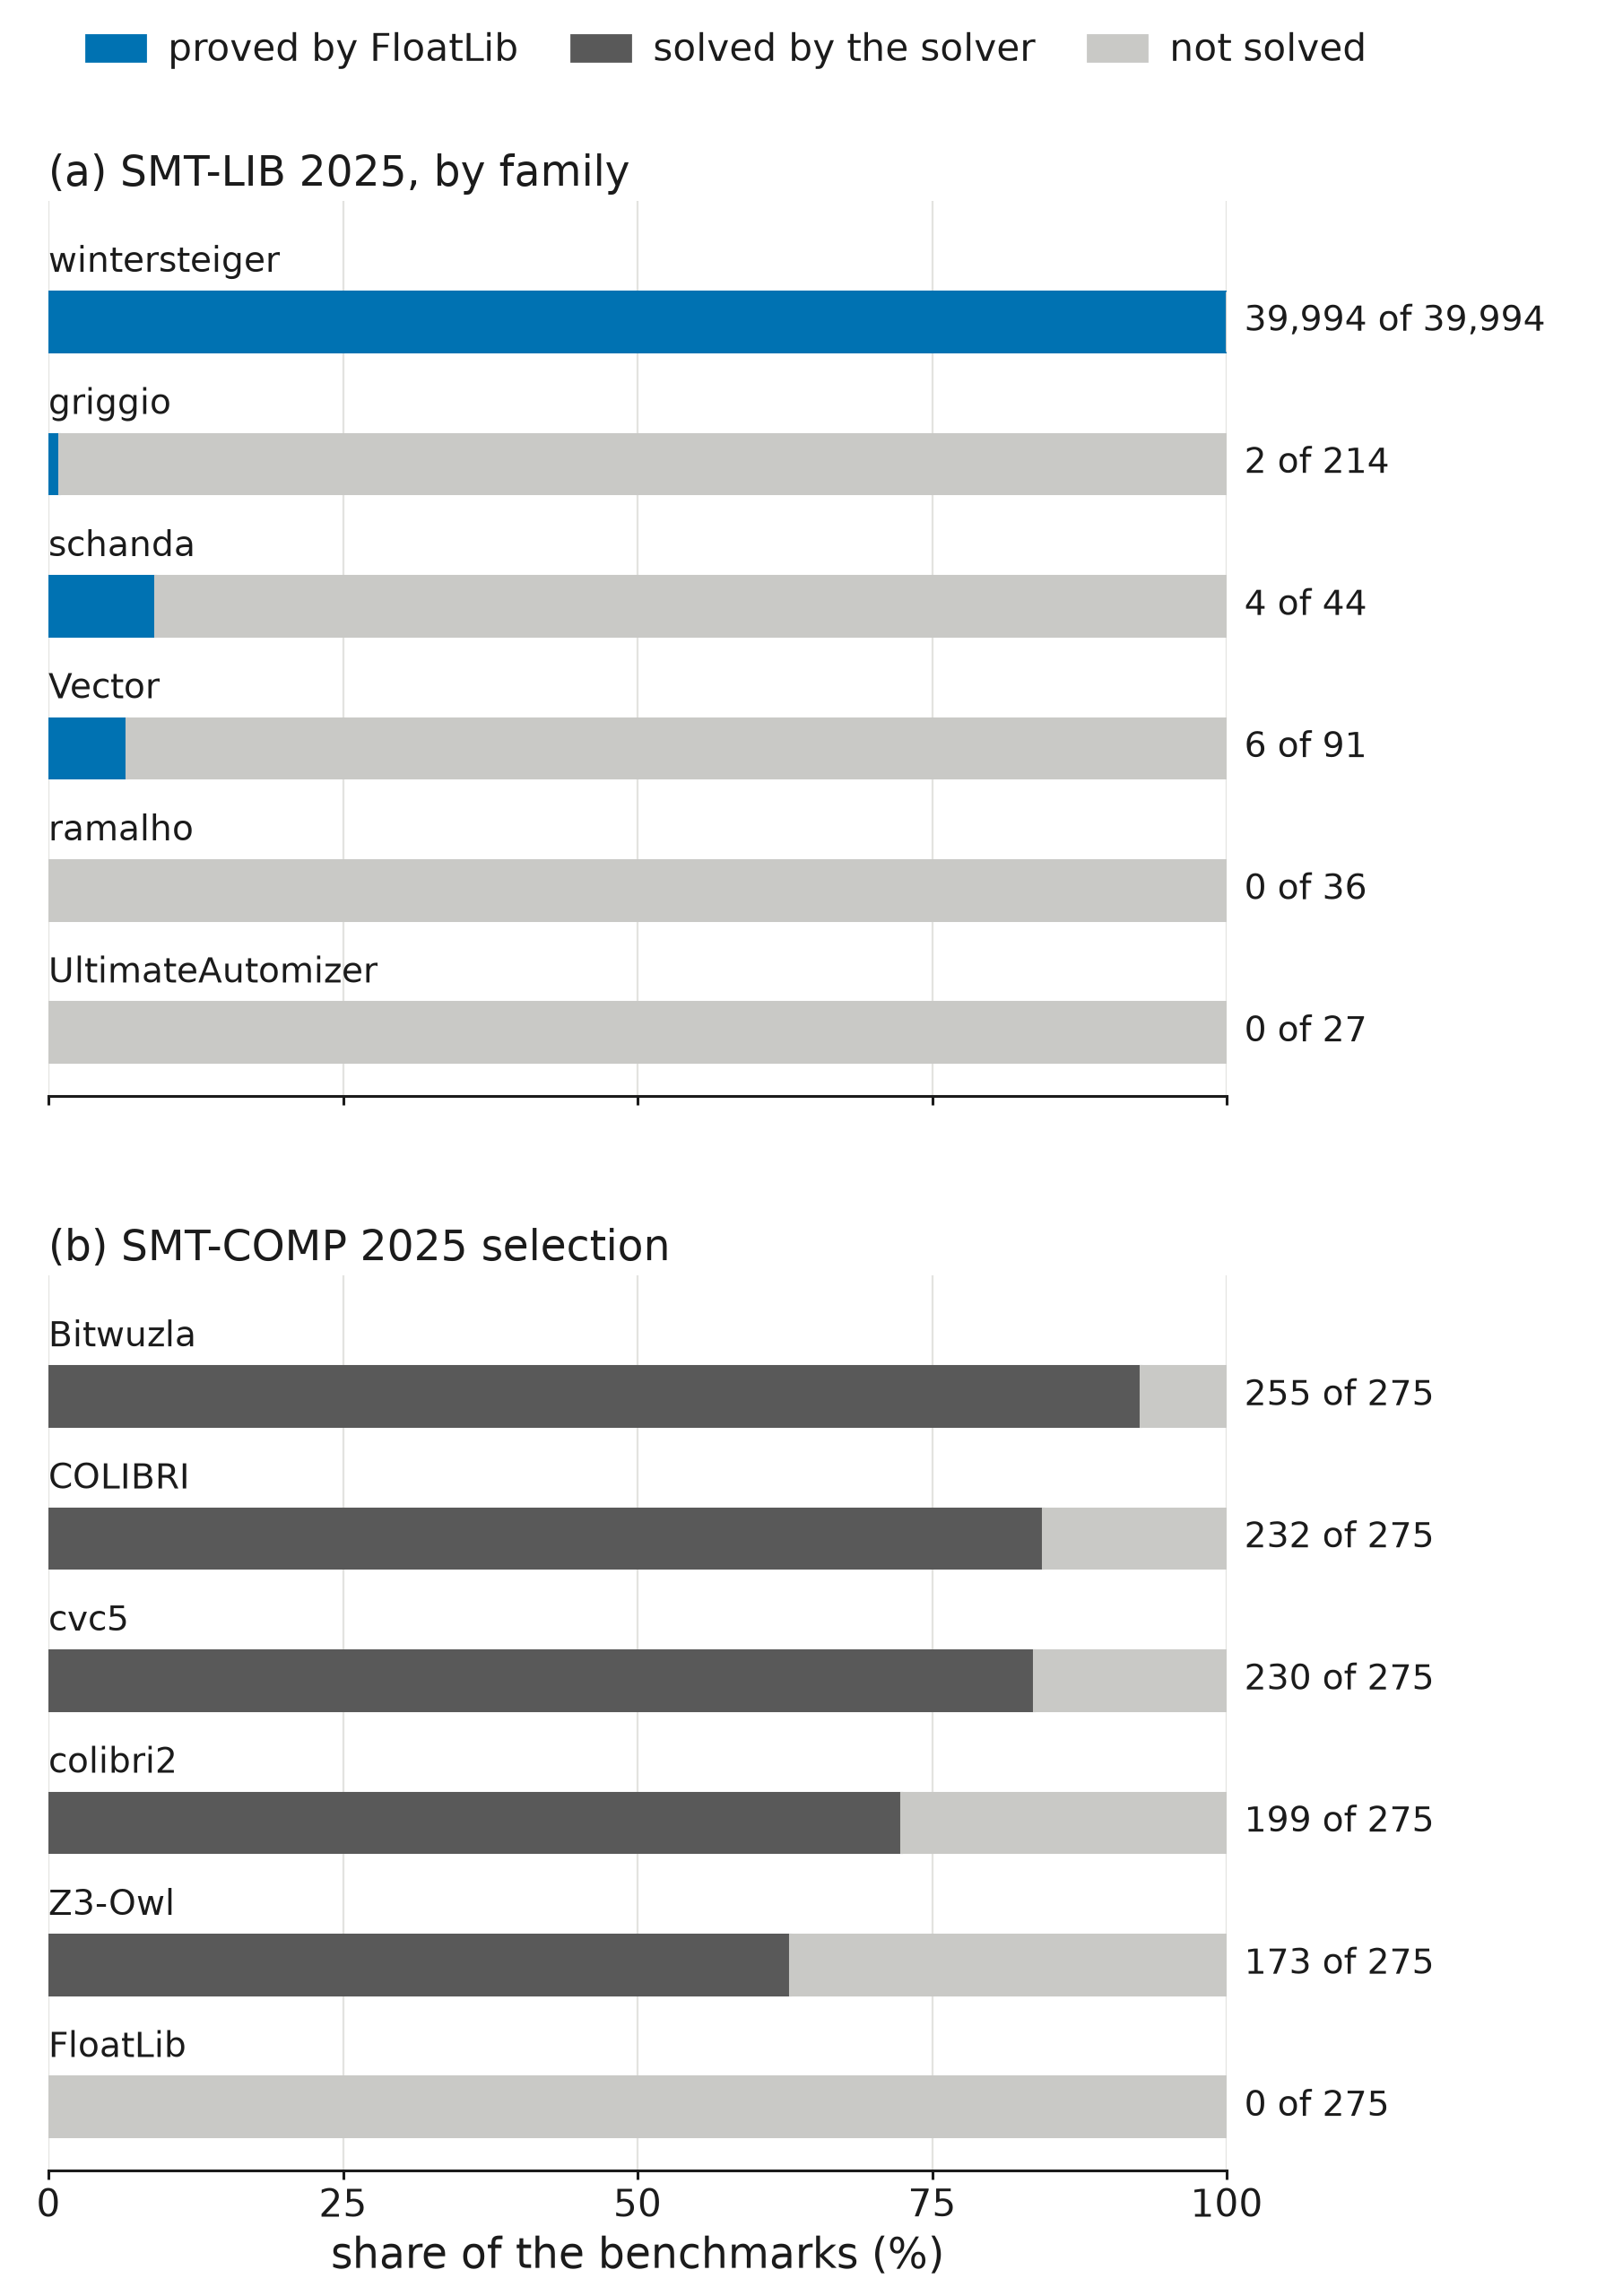 proved by FloatLib solved by the solver not solved
(a) SMT-LIB 2025, by family
wintersteiger
39,994 of 39,994
griggio
2 of 214
schanda
4 of 44
Vector
6 of 91
ramalho
0 of 36
UltimateAutomizer
0 of 27
(b) SMT-COMP 2025 selection
Bitwuzla
255 of 275
COLIBRI
232 of 275
cvc5
230 of 275
colibri2
199 of 275
Z3-Owl
173 of 275
FloatLib
0 of 275
0 25 50 75 100
share of the benchmarks (%)